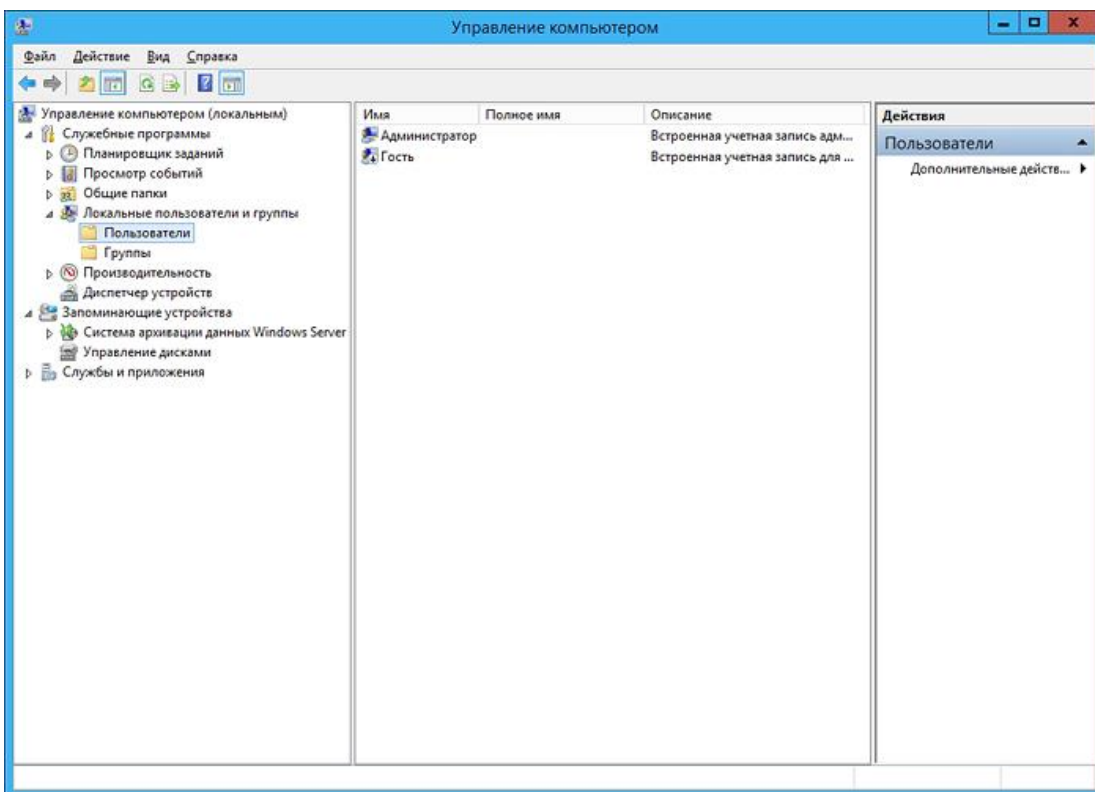 Управление компьютером
Файл Действие Вид Справка
Управление компьютером (локальным)
Служебные программы
Планировщик заданий
Просмотр событий
Общие папки
Локальные пользователи и группы
Пользователи
Группы
Производительность
Диспетчер устройств
Запоминающие устройства
Система архивации данных Windows Server
Управление дисками
Службы и приложения
Имя Полное имя Описание
Администратор Встроенная учетная запись адм...
Гость Встроенная учетная запись для ...
Действия
Пользователи
Дополнительные действ...